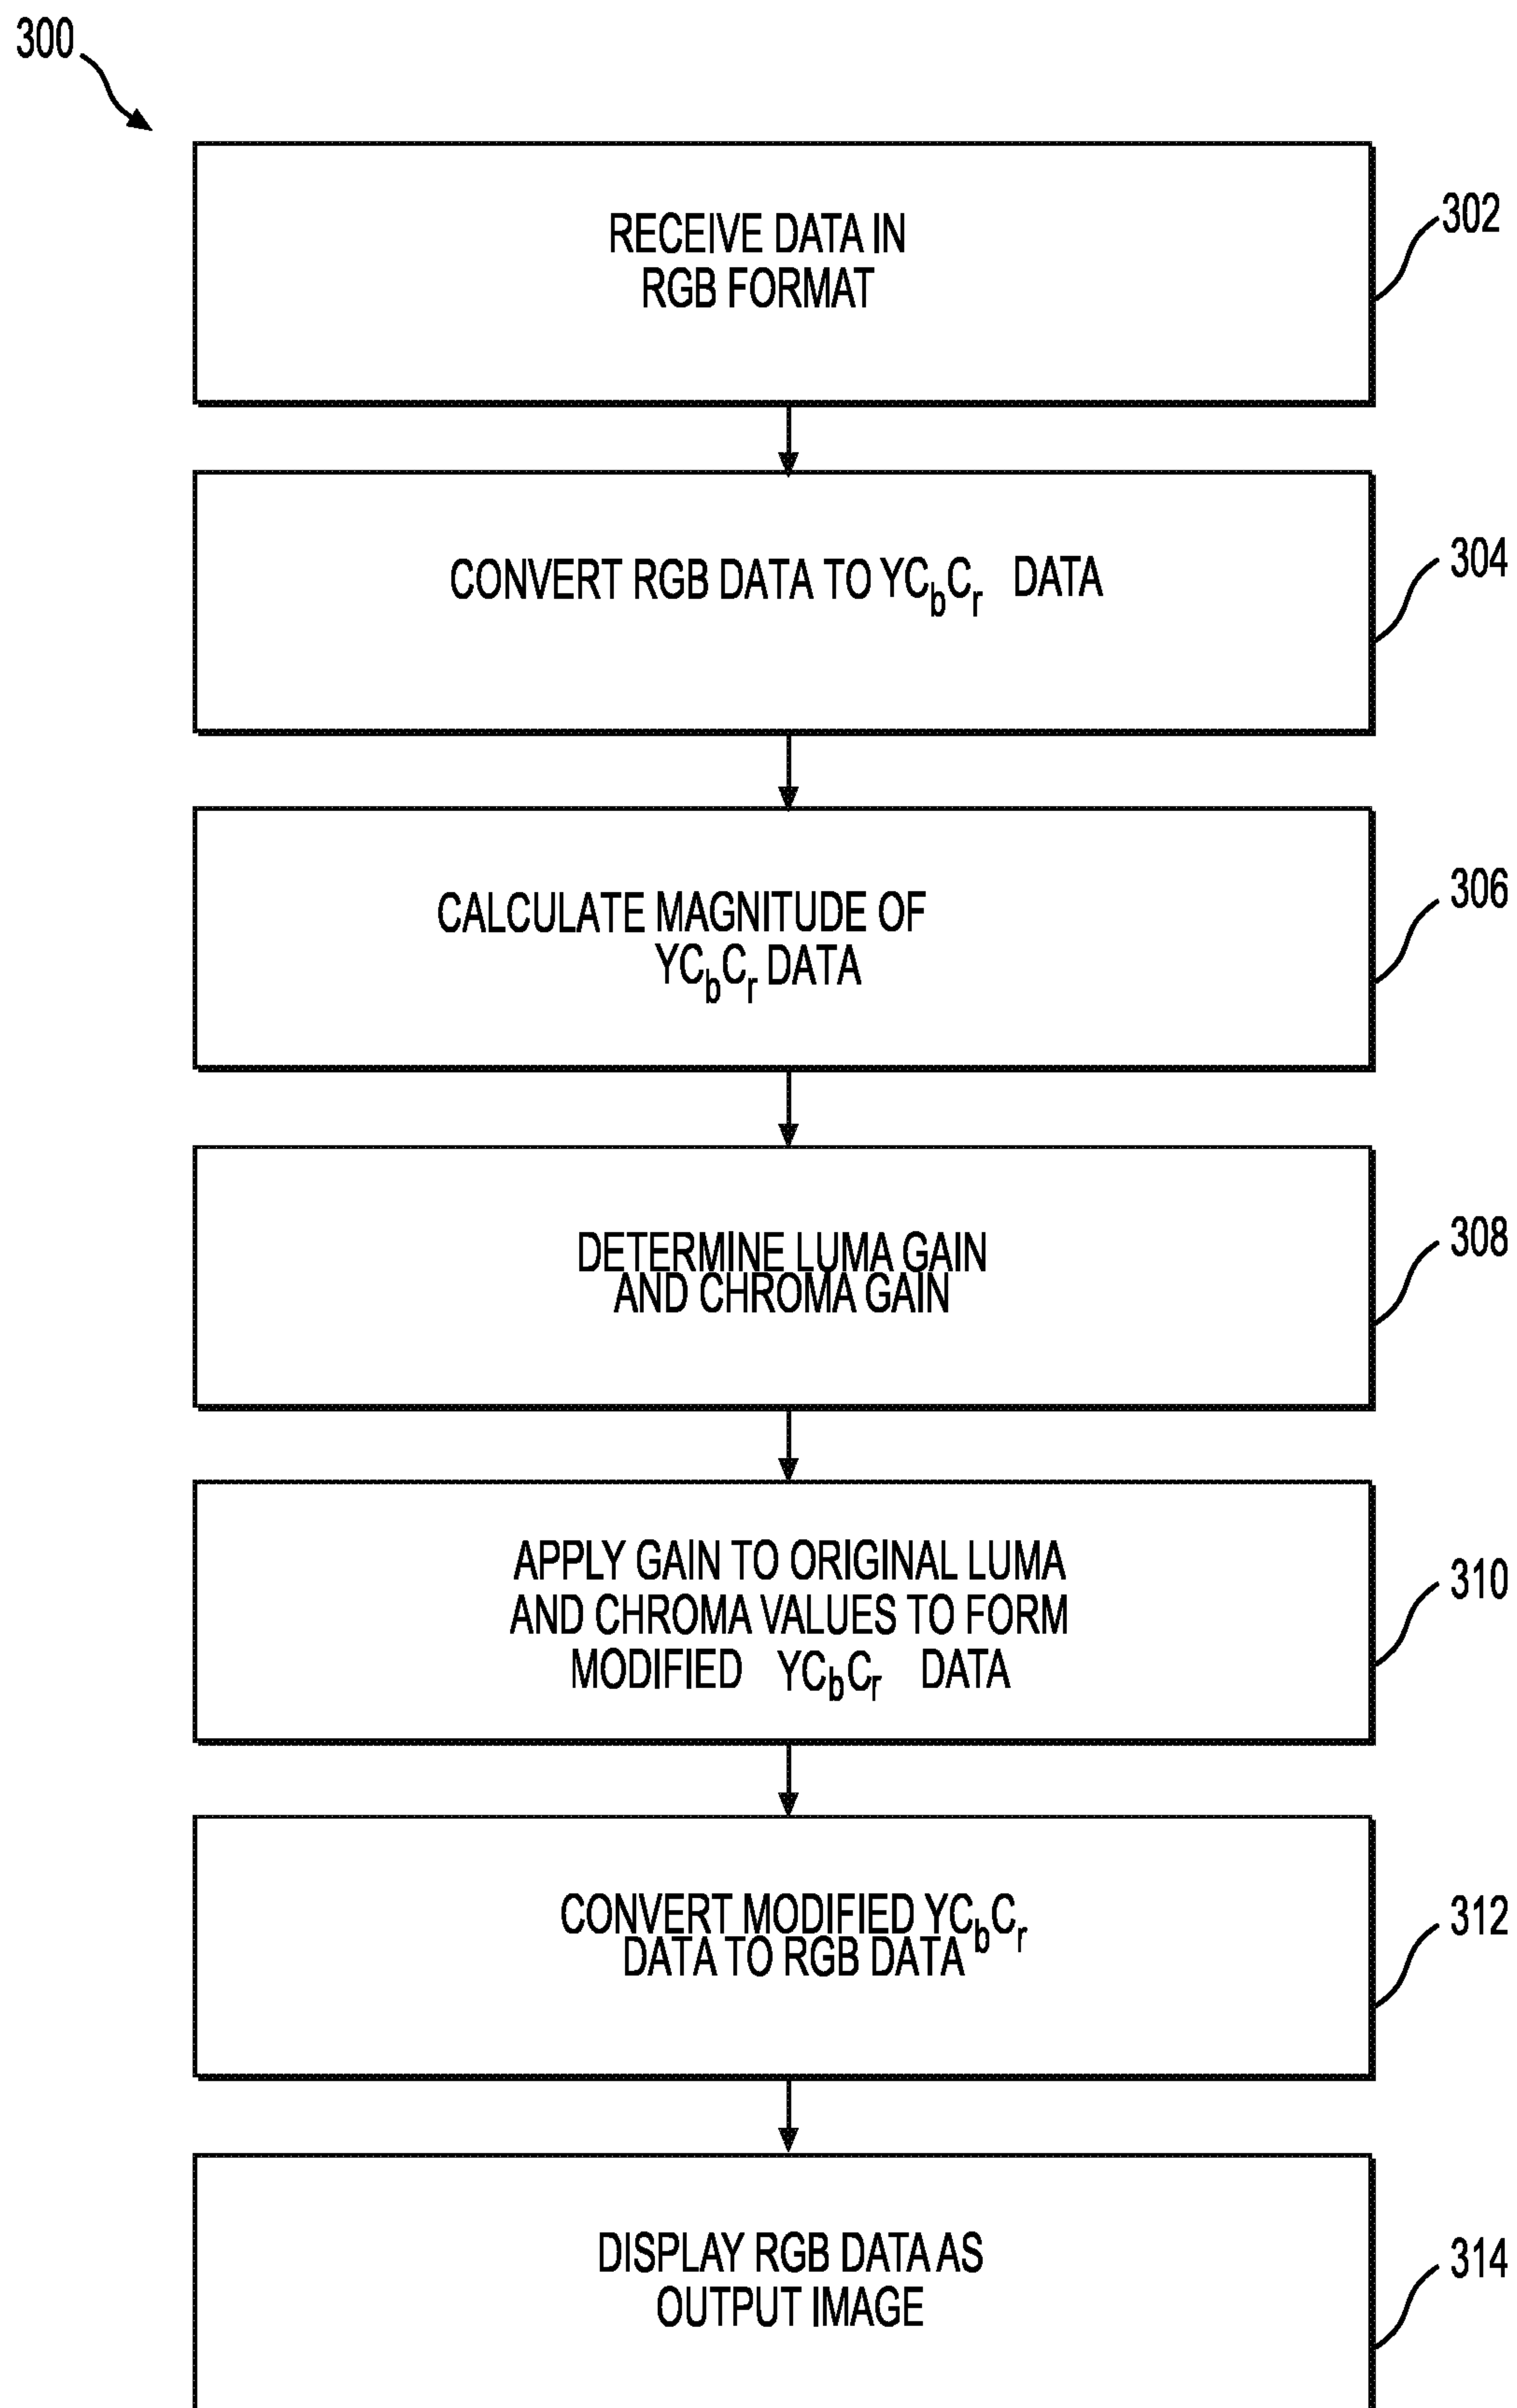 300
RECEIVE DATA IN
RGB FORMAT
302
CONVERT RGB DATA TO YCbCr DATA
304
CALCULATE MAGNITUDE OF
YCbCr DATA
306
DETERMINE LUMA GAIN
AND CHROMA GAIN
308
APPLY GAIN TO ORIGINAL LUMA
AND CHROMA VALUES TO FORM
MODIFIED YCbCr DATA
310
CONVERT MODIFIED YCbCr
DATA TO RGB DATA
312
DISPLAY RGB DATA AS
OUTPUT IMAGE
314